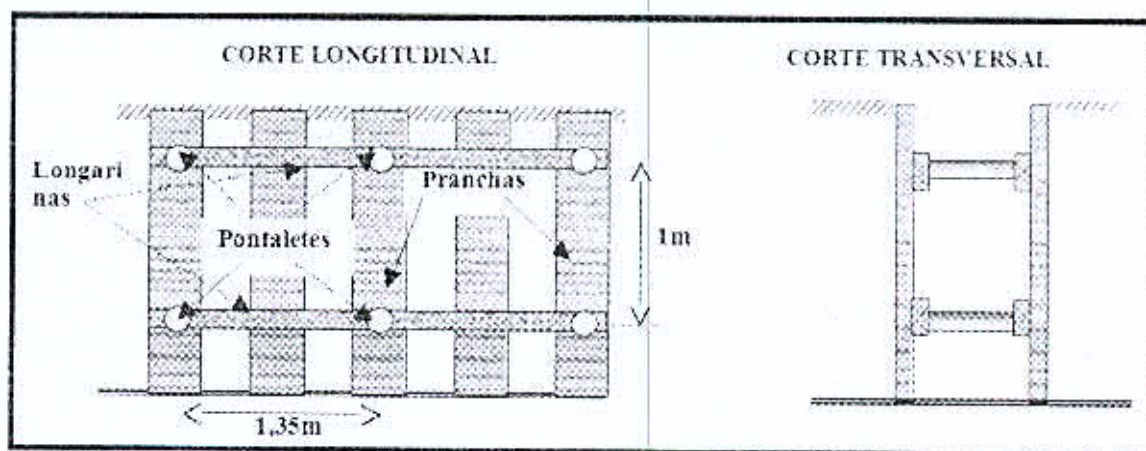 CORTE LONGITUDINAL
CORTE TRANSVERSAL
Longari
nas
Pranchas
Pontaletes
1m
1,35m